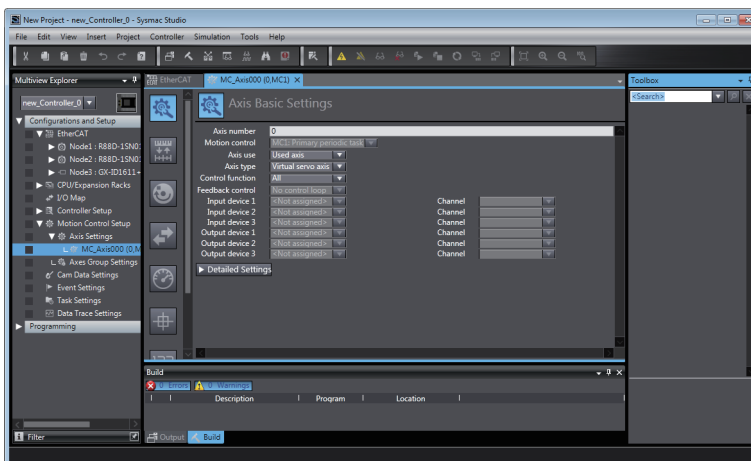 New Project - new_Controller_0 - Sysmac Studio
File Edit View Insert Project Controller Simulation Tools Help
Multiview Explorer
EtherCAT
MC_Axis000 (0,MC1)
Toolbox
new_Controller_0
<Search>
Configurations and Setup
EtherCAT
Node1 : R88D-1SN0
Node2 : R88D-1SN0
Node3 : GX-ID1611+
CPU/Expansion Racks
I/O Map
Controller Setup
Motion Control Setup
Axis Settings
MC_Axis000 (0,M
Axes Group Settings
Cam Data Settings
Event Settings
Task Settings
Data Trace Settings
Programming
Filter
Axis Basic Settings
Axis number 0
Motion control MC1: Primary periodic task
Axis use Used axis
Axis type Virtual servo axis
Control function All
Feedback control No control loop
Input device 1 <Not assigned> Channel
Input device 2 <Not assigned> Channel
Input device 3 <Not assigned> Channel
Output device 1 <Not assigned> Channel
Output device 2 <Not assigned> Channel
Output device 3 <Not assigned> Channel
Detailed Settings
Build
0 Errors 0 Warnings
Description Program Location
Output Build